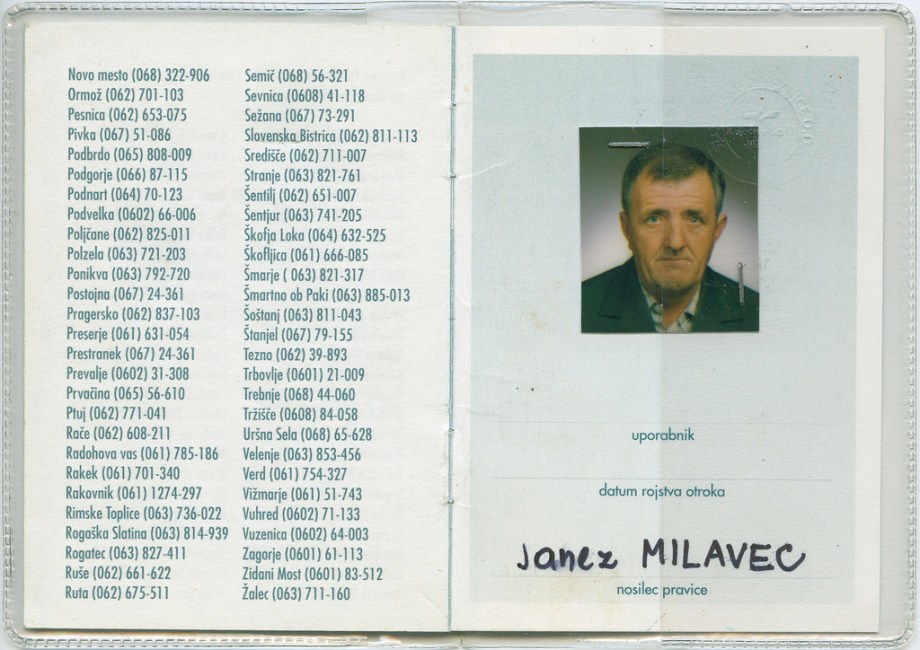 Novo mesto (068) 322-906
Ormož (062) 701-103
Pesnica (062) 653-075
Pivka (067) 51-086
Podbrdo (065) 808-009
Podgorje (066) 87-115
Podnart (064) 70-123
Podvelka (0602) 66-006
Poljčane (062) 825-011
Polzela (063) 721-203
Ponikva (063) 792-720
Postojna (067) 24-361
Pragersko (062) 837-103
Preserje (061) 631-054
Prestranek (067) 24-361
Prevalje (0602) 31-308
Prvačina (065) 56-610
Ptuj (062) 771-041
Rače (062) 608-211
Radohova vas (061) 785-186
Rakek (061) 701-340
Rakovnik (061) 1274-297
Rimske Toplice (063) 736-022
Rogaška Slatina (063) 814-939
Rogatec (063) 827-411
Ruše (062) 661-622
Ruta (062) 675-511
Semič (068) 56-321
Sevnica (0608) 41-118
Sežana (067) 73-291
Slovenska Bistrica (062) 811-113
Središče (062) 711-007
Stranje (063) 821-761
Šentilj (062) 651-007
Šentjur (063) 741-205
Škofja Loka (064) 632-525
Škofljica (061) 666-085
Šmarje ( 063) 821-317
Šmartno ob Paki (063) 885-013
Šoštanj (063) 811-043
Štanjel (067) 79-155
Tezno (062) 39-893
Trbovlje (0601) 21-009
Trebnje (068) 44-060
Tržišče (0608) 84-058
Uršna Sela (068) 65-628
Velenje (063) 853-456
Verd (061) 754-327
Vižmarje (061) 51-743
Vuhred (0602) 71-133
Vuzenica (0602) 64-003
Zagorje (0601) 61-113
Zidani Most (0601) 83-512
Žalec (063) 711-160
uporabnik
datum rojstva otroka
Janez MILAVEC
nosilec pravice